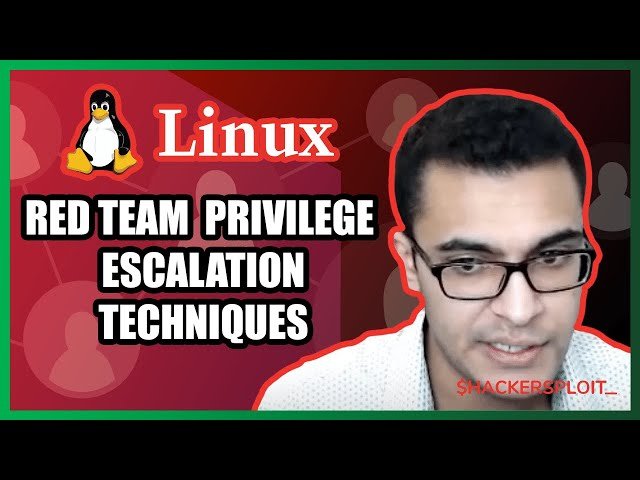 Linux
RED TEAM PRIVILEGE
ESCALATION
TECHNIQUES
$HACKERSPLOIT_